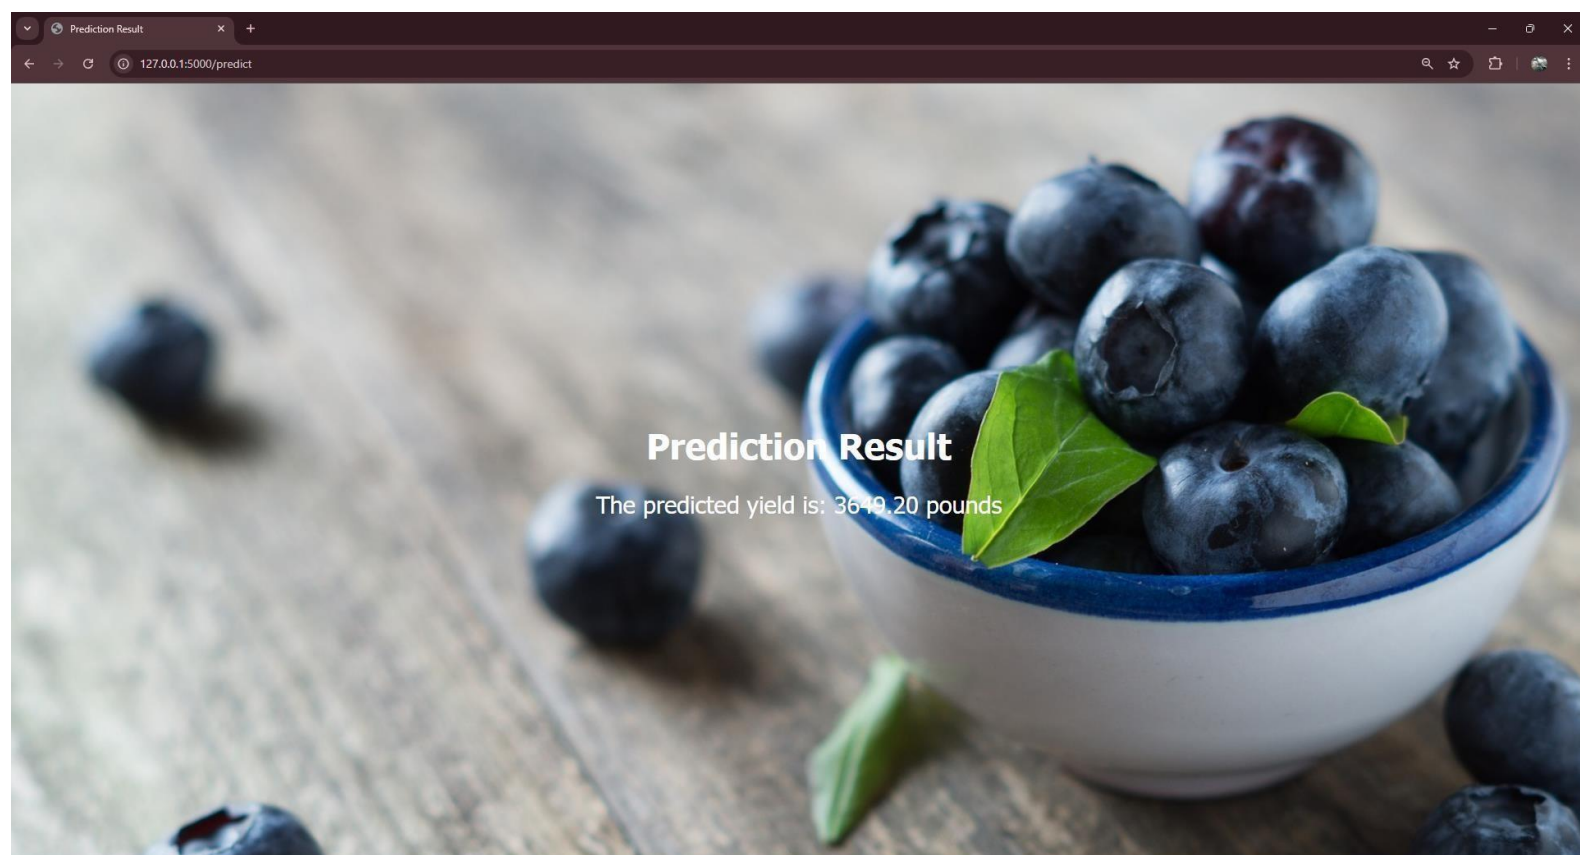 Prediction Result
127.0.0.1:5000/predict
Prediction Result
The predicted yield is: 3649.20 pounds